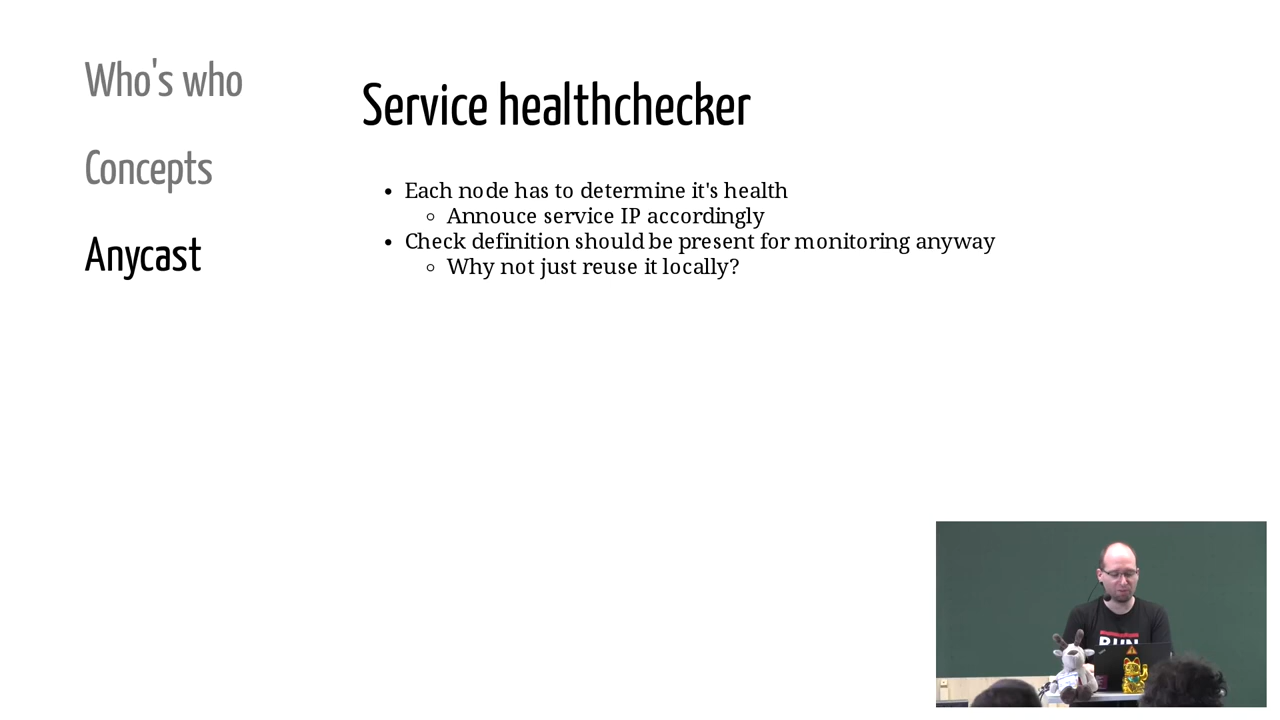 Who's who
Concepts
Anycast
Service healthchecker
Each node has to determine it's health
Annouce service IP accordingly
Check definition should be present for monitoring anyway
Why not just reuse it locally?
RUN